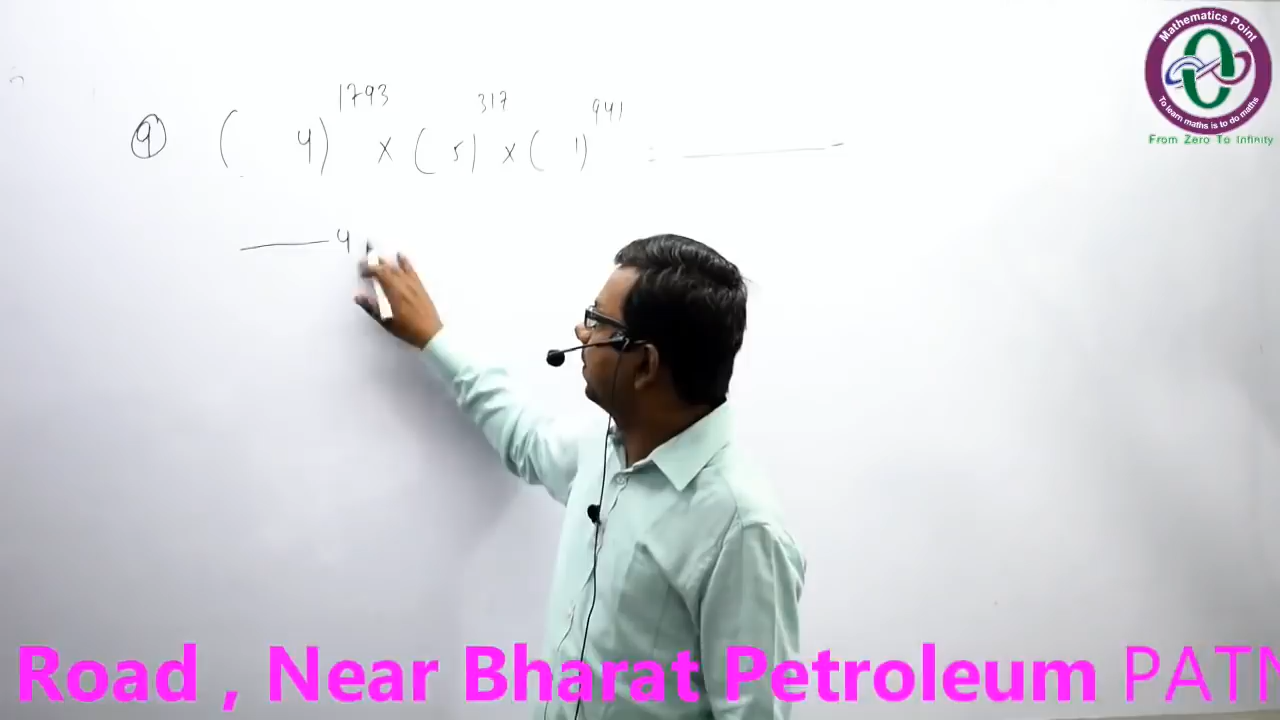 Mathematics Point
To learn maths is to do maths
From Zero To Infinity
9 ( 4)^1793 × ( 5)^317 × ( 1)^941 = ______
______ 4
Road , Near Bharat Petroleum PATN